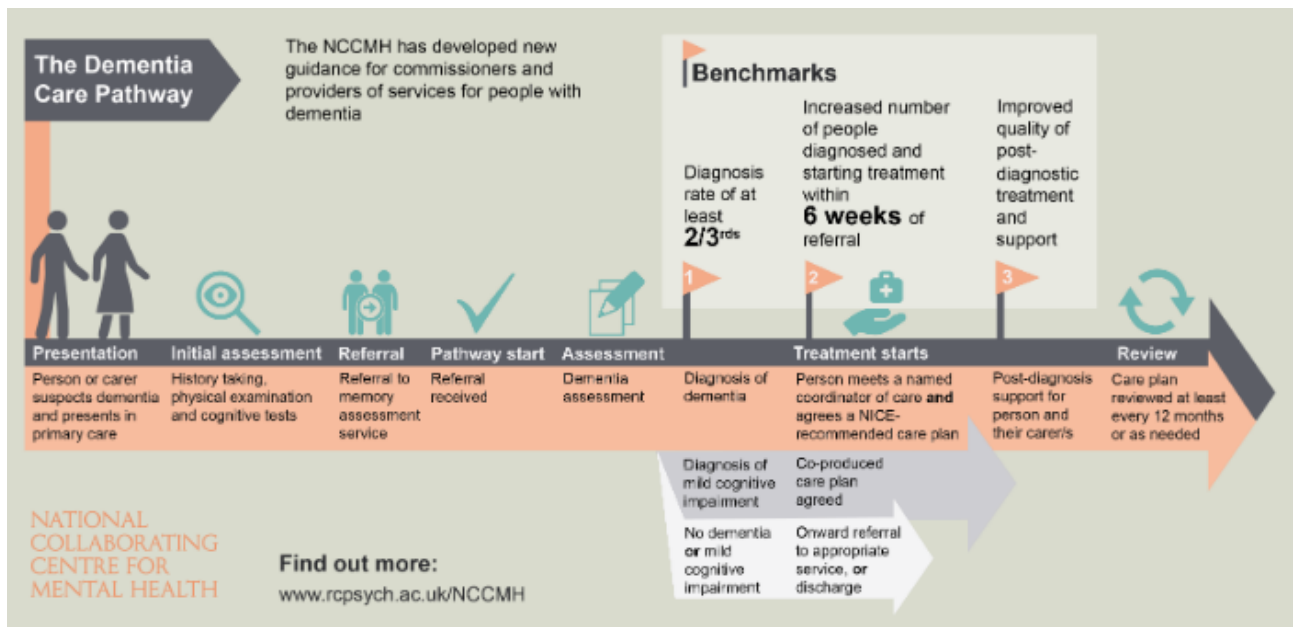 The Dementia
Care Pathway
The NCCMH has developed new
guidance for commissioners and
providers of services for people with
dementia
Benchmarks
Diagnosis
rate of at
least
2/3rds
Increased number
of people
diagnosed and
starting treatment
within
6 weeks of
referral
Improved
quality of
post-
diagnostic
treatment
and
support
1
2
3
Presentation
Person or carer
suspects dementia
and presents in
primary care
Initial assessment
History taking,
physical examination
and cognitive tests
Referral
Referral to
memory
assessment
service
Pathway start
Referral
received
Assessment
Dementia
assessment
Diagnosis of
dementia
Treatment starts
Person meets a named
coordinator of care and
agrees a NICE-
recommended care plan
Post-diagnosis
support for
person and
their carer/s
Review
Care plan
reviewed at least
every 12 months
or as needed
Diagnosis of
mild cognitive
impairment
Co-produced
care plan
agreed
No dementia
or mild
cognitive
impairment
Onward referral
to appropriate
service, or
discharge
NATIONAL
COLLABORATING
CENTRE FOR
MENTAL HEALTH
Find out more:
www.rcpsych.ac.uk/NCCMH